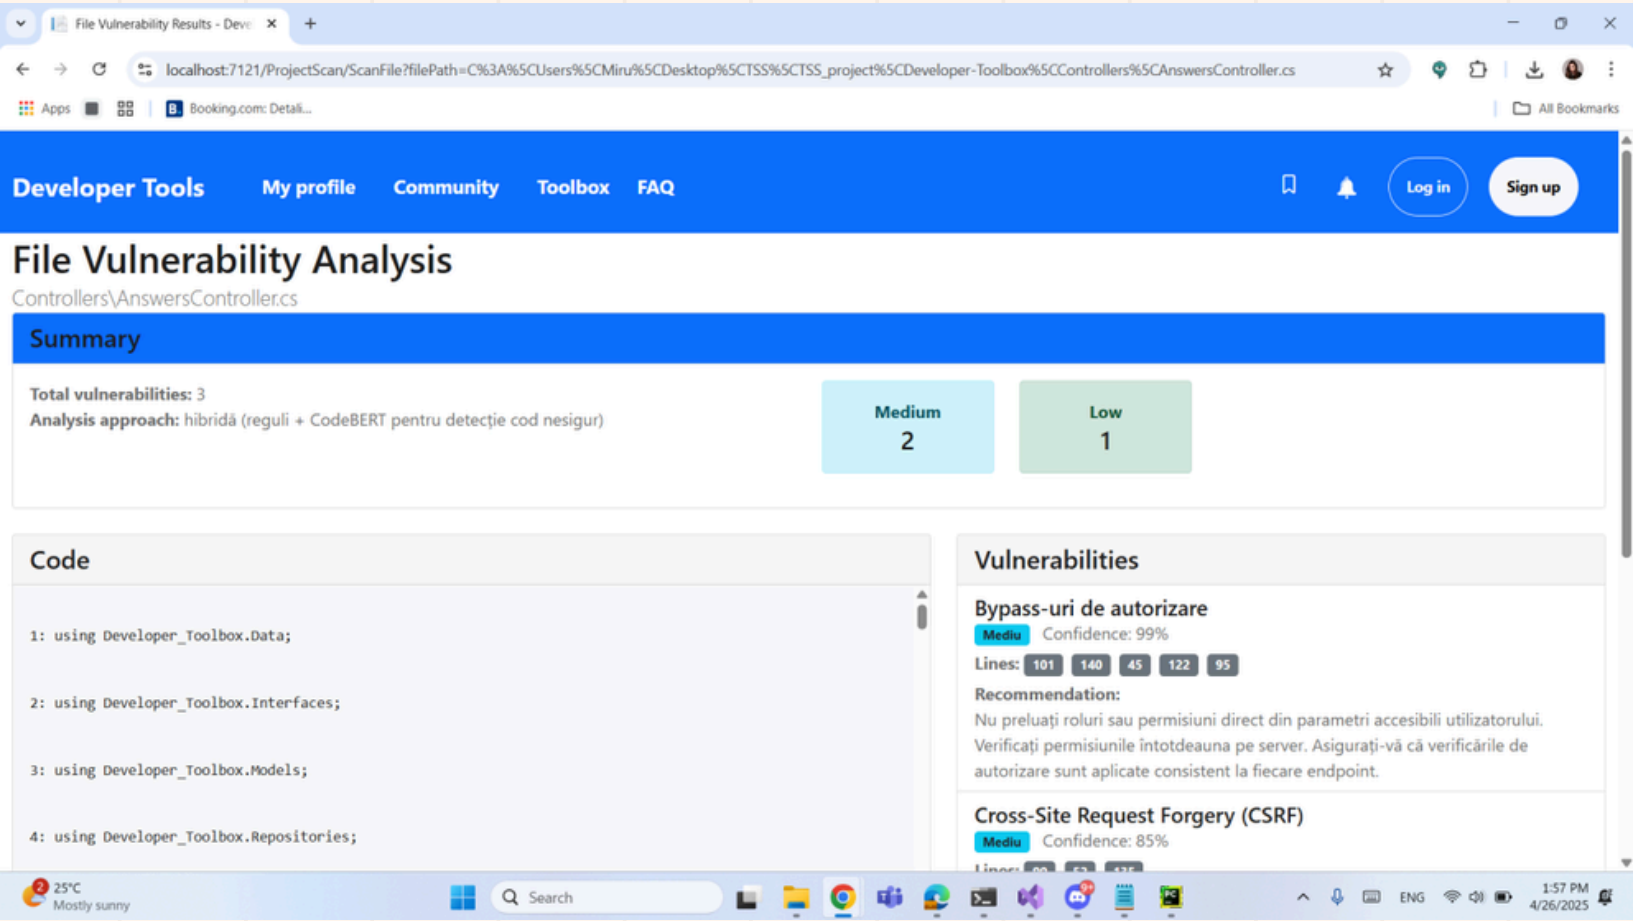 File Vulnerability Results - Deve
localhost:7121/ProjectScan/ScanFile?filePath=C%3A%5CUsers%5CMiru%5CDesktop%5CTSS%5CTSS_project%5CDeveloper-Toolbox%5CControllers%5CAnswersController.cs
Apps
B.
Booking.com: Detali...
All Bookmarks
Developer Tools
My profile
Community
Toolbox
FAQ
Log in
Sign up
File Vulnerability Analysis
Controllers\AnswersController.cs
Summary
Total vulnerabilities: 3
Analysis approach: hibridă (reguli + CodeBERT pentru detecție cod nesigur)
Medium
2
Low
1
Code
1: using Developer_Toolbox.Data;
2: using Developer_Toolbox.Interfaces;
3: using Developer_Toolbox.Models;
4: using Developer_Toolbox.Repositories;
Vulnerabilities
Bypass-uri de autorizare
Mediu Confidence: 99%
Lines: 101 140 45 122 95
Recommendation:
Nu preluați roluri sau permisiuni direct din parametri accesibili utilizatorului.
Verificați permisiunile întotdeauna pe server. Asigurați-vă că verificările de
autorizare sunt aplicate consistent la fiecare endpoint.
Cross-Site Request Forgery (CSRF)
Mediu Confidence: 85%
Lines:
2
25°C
Mostly sunny
Search
9+
ENG
1:57 PM
4/26/2025